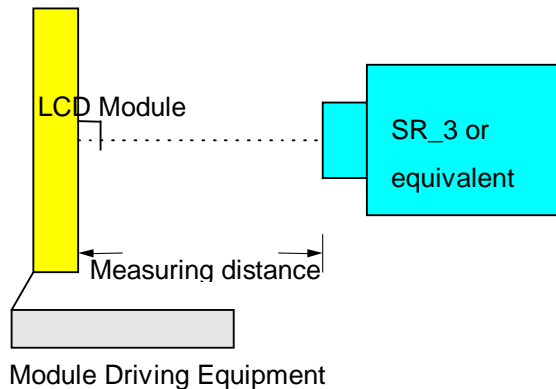 LCD Module
SR_3 or
equivalent
Measuring distance
Module Driving Equipment